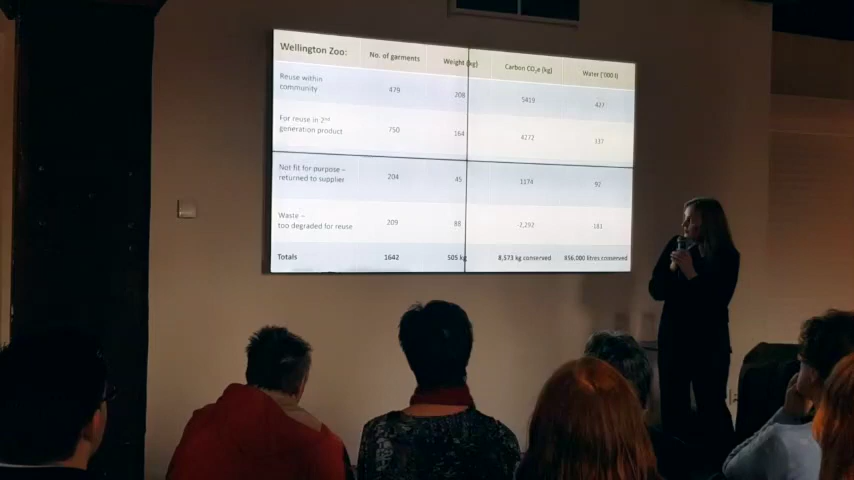 Wellington Zoo: No. of garments Weight (kg) Carbon CO₂e (kg) Water ('000 l)
Reuse within
community 479 208 5419 427
For reuse in 2nd
generation product 750 164 4272 337
Not fit for purpose –
returned to supplier 204 45 1174 92
Waste –
too degraded for reuse 209 88 -2,292 181
Totals 1642 505 kg 8,573 kg conserved 856,000 litres conserved